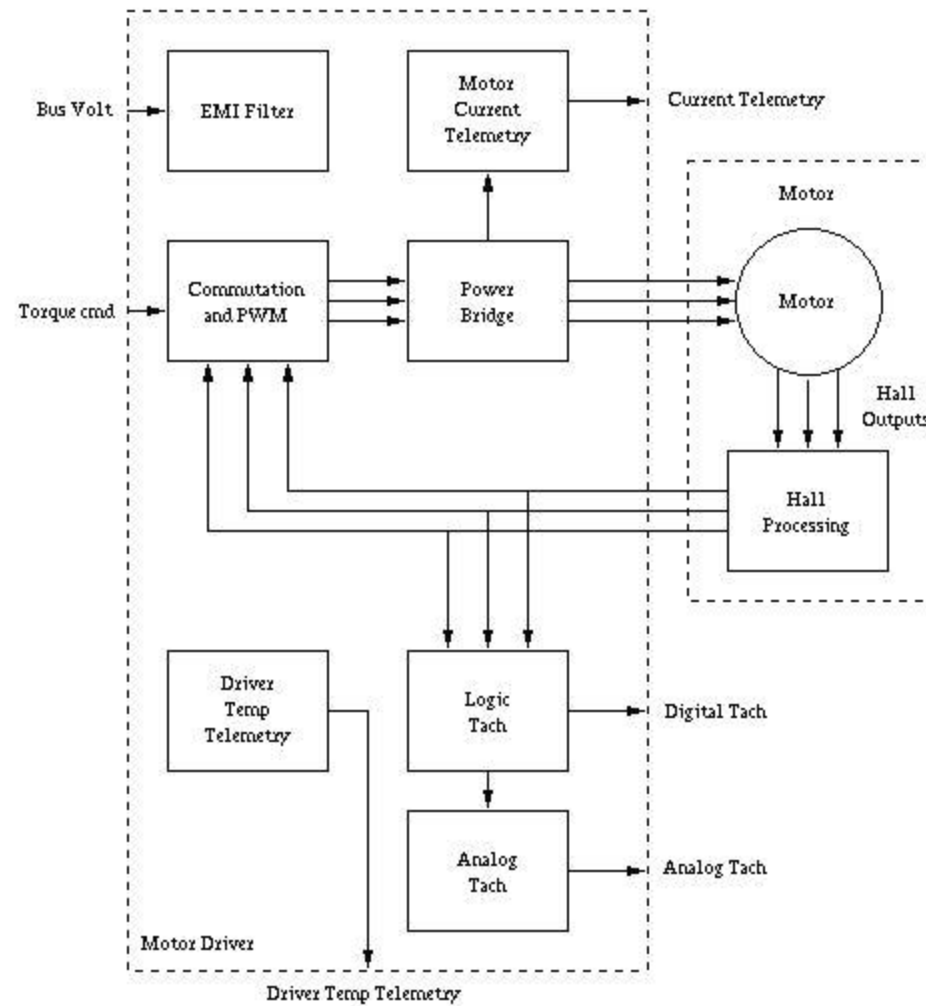 Bus Volt
EMI Filter
Motor
Current
Telemetry
Current Telemetry
Motor
Torque cmd
Commutation
and PWM
Power
Bridge
Motor
Hall
Outputs
Hall
Processing
Driver
Temp
Telemetry
Logic
Tach
Digital Tach
Analog
Tach
Analog Tach
Motor Driver
Driver Temp Telemetry